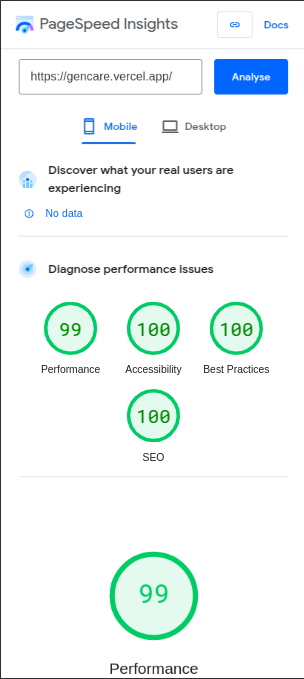 PageSpeed Insights
Docs
https://gencare.vercel.app/
Analyse
Mobile
Desktop
Discover what your real users are
experiencing
No data
Diagnose performance issues
99
100
100
Performance
Accessibility
Best Practices
100
SEO
99
Performance